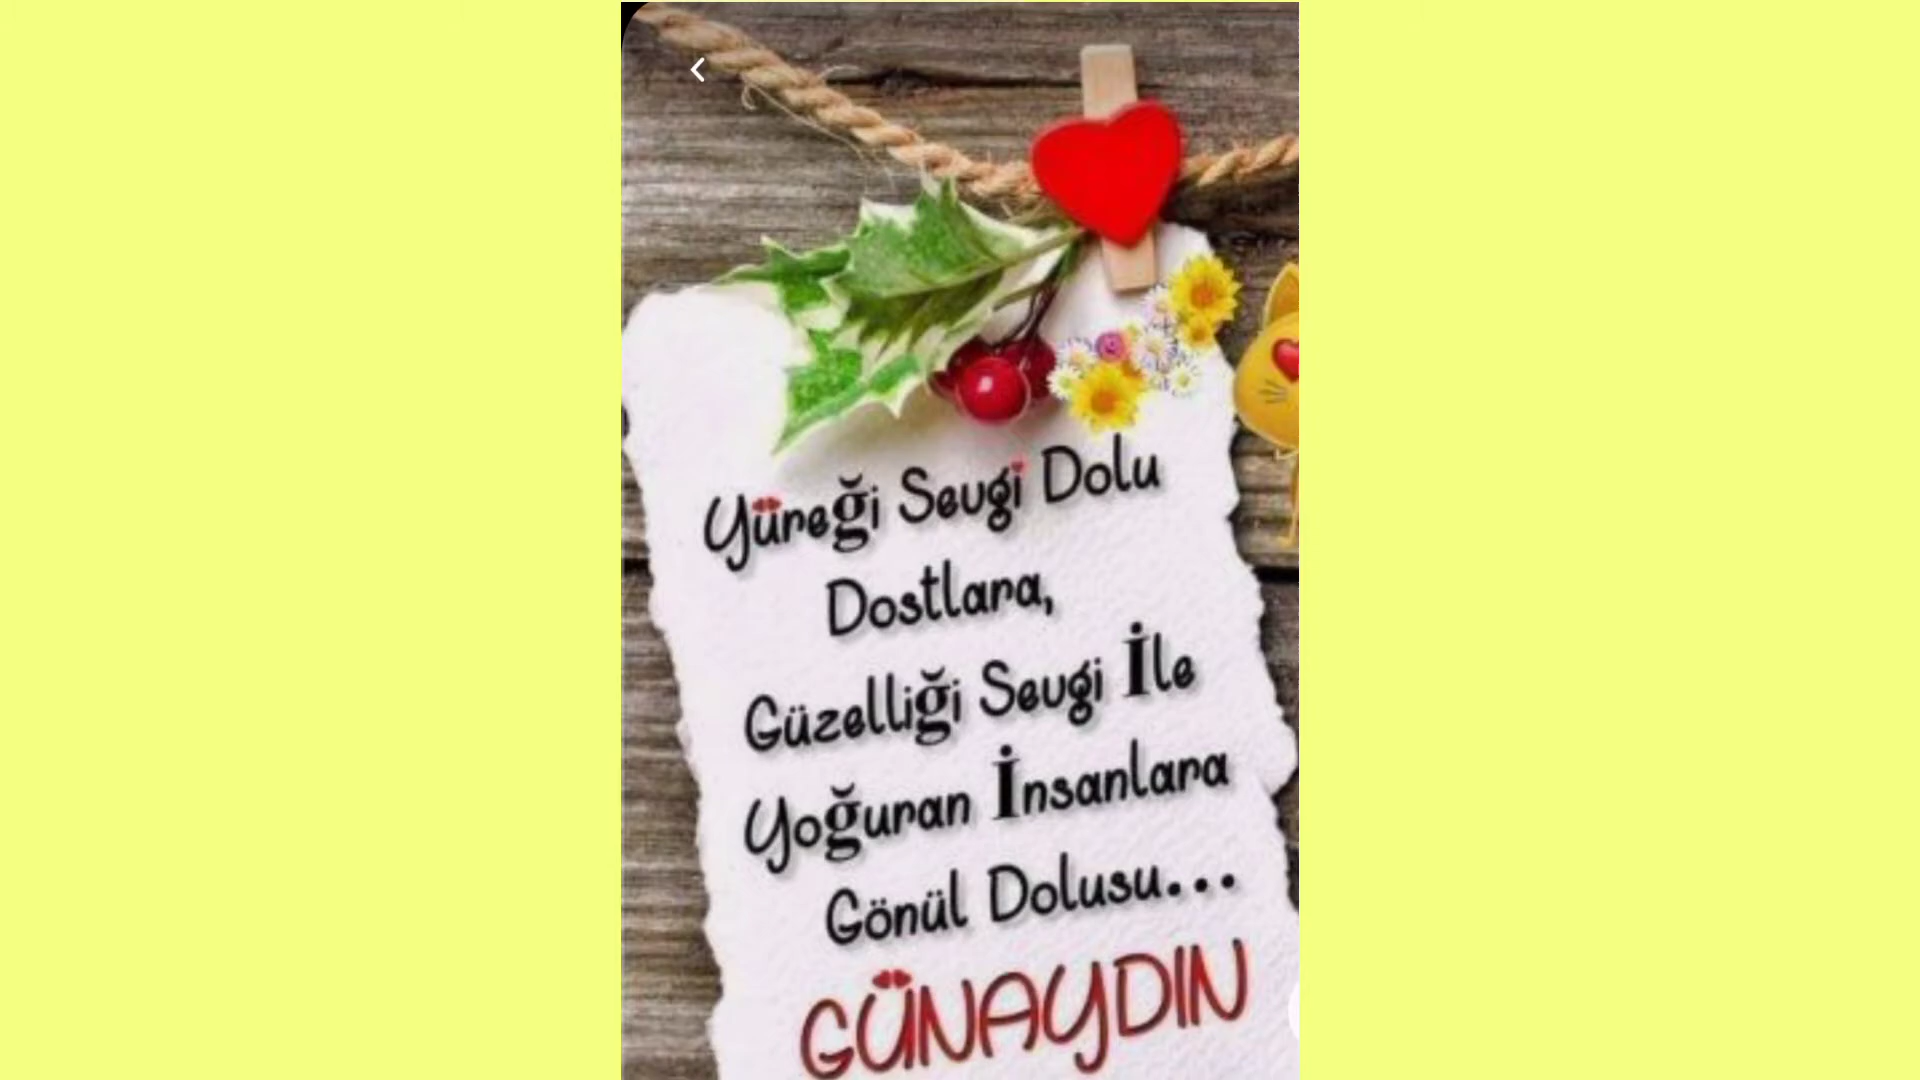 Yüreği Sevgi Dolu
Dostlara,
Güzelliği Sevgi İle
Yoğuran İnsanlara
Gönül Dolusu...
GÜNAYDIN